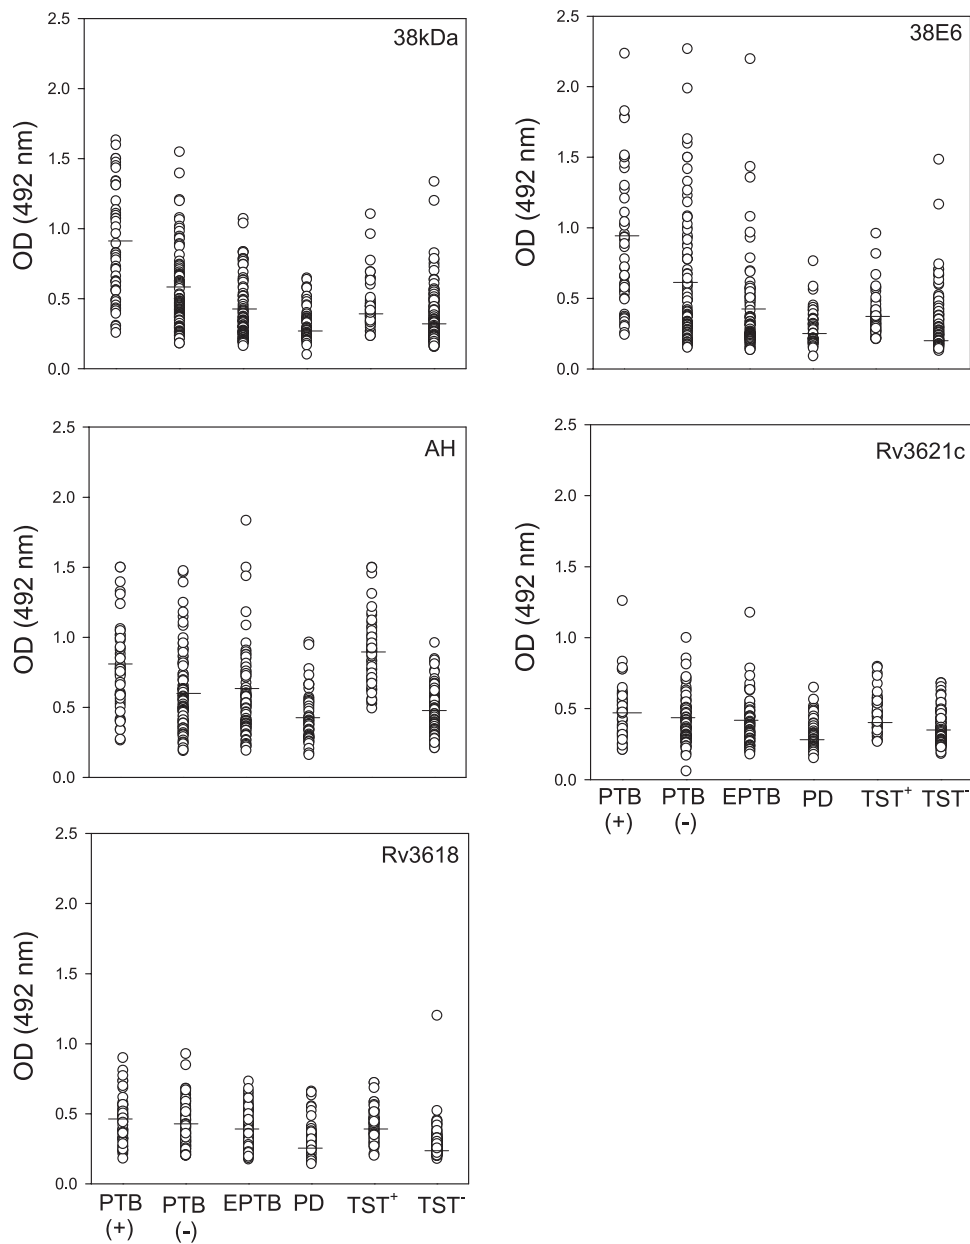 38kDa
OD (492 nm)
2.5
2.0
1.5
1.0
0.5
0.0
38E6
OD (492 nm)
2.5
2.0
1.5
1.0
0.5
0.0
AH
OD (492 nm)
2.5
2.0
1.5
1.0
0.5
0.0
Rv3621c
OD (492 nm)
2.5
2.0
1.5
1.0
0.5
0.0
PTB (+)
PTB (-)
EPTB
PD
TST+
TST-
Rv3618
OD (492 nm)
2.5
2.0
1.5
1.0
0.5
0.0
PTB (+)
PTB (-)
EPTB
PD
TST+
TST-